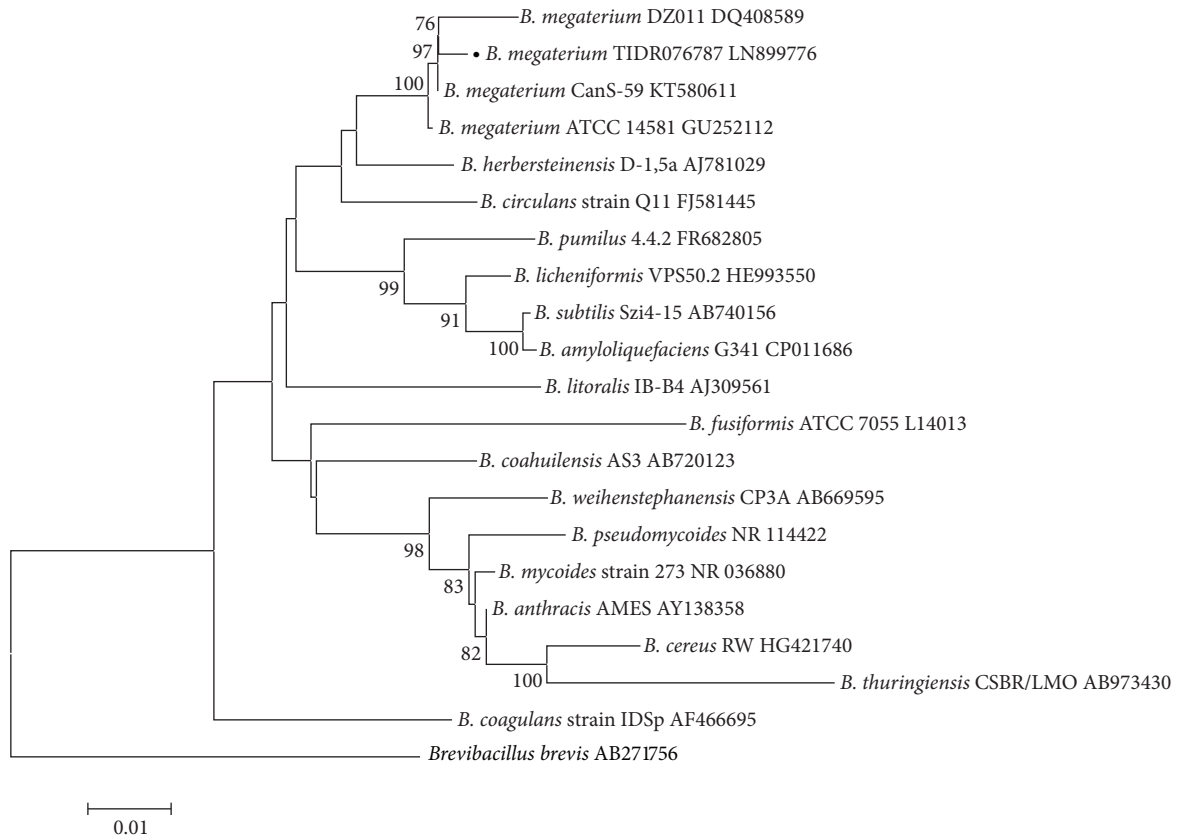 76
B. megaterium DZ011 DQ408589
97
• B. megaterium TIDR076787 LN899776
100
B. megaterium CanS-59 KT580611
B. megaterium ATCC 14581 GU252112
B. herbersteinensis D-1,5a AJ781029
B. circulans strain Q11 FJ581445
B. pumilus 4.4.2 FR682805
99
B. licheniformis VPS50.2 HE993550
91
B. subtilis Szi4-15 AB740156
100
B. amyloliquefaciens G341 CP011686
B. litoralis IB-B4 AJ309561
B. fusiformis ATCC 7055 L14013
B. coahuilensis AS3 AB720123
B. weihenstephanensis CP3A AB669595
98
B. pseudomycoides NR 114422
83
B. mycoides strain 273 NR 036880
B. anthracis AMES AY138358
82
B. cereus RW HG421740
100
B. thuringiensis CSBR/LMO AB973430
B. coagulans strain IDSp AF466695
Brevibacillus brevis AB271756
0.01